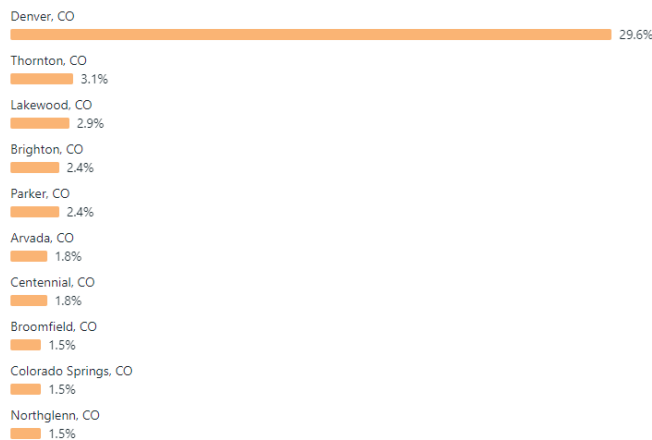 Denver, CO
29.6%
Thornton, CO
3.1%
Lakewood, CO
2.9%
Brighton, CO
2.4%
Parker, CO
2.4%
Arvada, CO
1.8%
Centennial, CO
1.8%
Broomfield, CO
1.5%
Colorado Springs, CO
1.5%
Northglenn, CO
1.5%